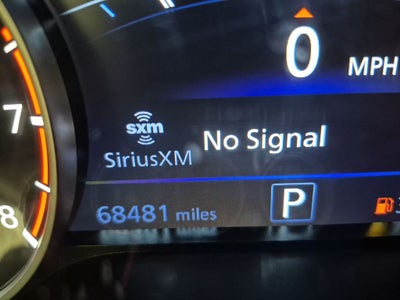 0 MPH
7
sxm
SiriusXM No Signal
8
68481 miles P